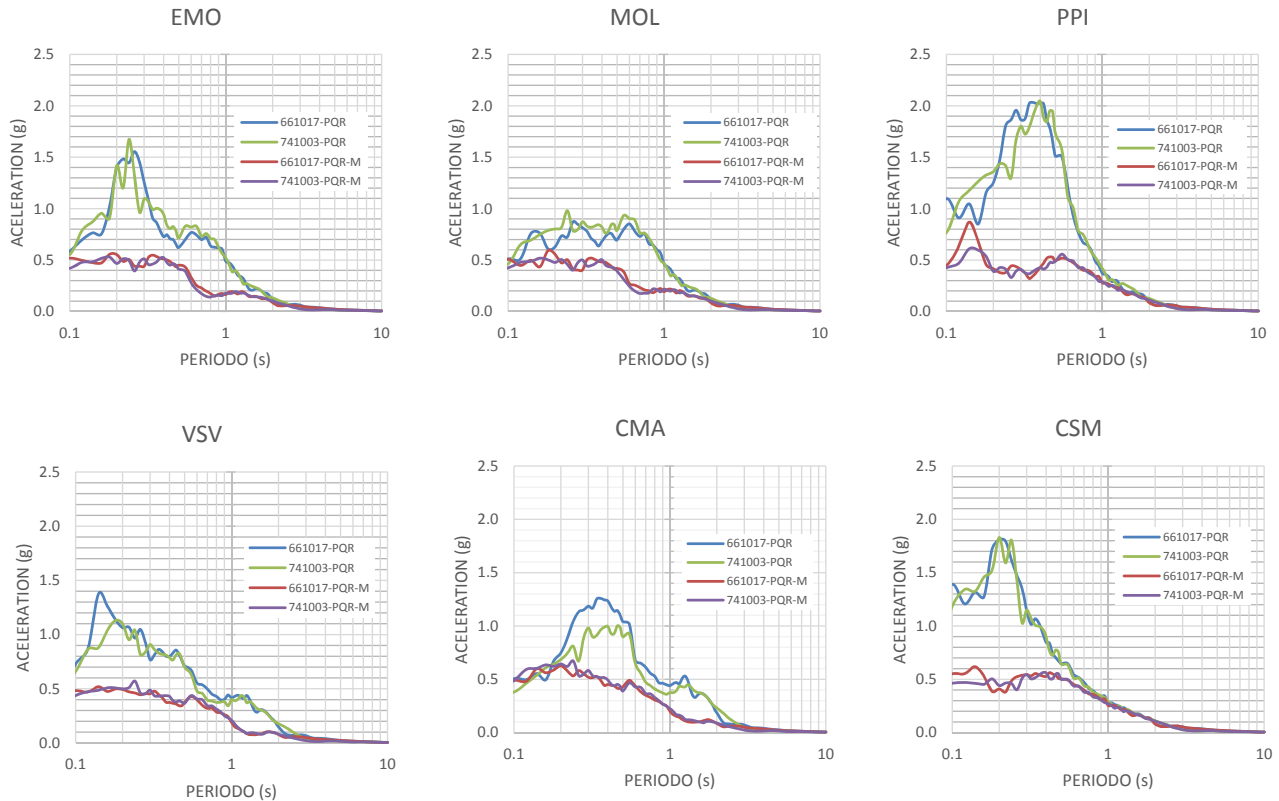 EMO
2.5
2.0
1.5
1.0
0.5
0.0
0.1
1
10
ACELERATION (g)
PERIODO (s)
661017-PQR
741003-PQR
661017-PQR-M
741003-PQR-M
MOL
2.5
2.0
1.5
1.0
0.5
0.0
0.1
1
10
ACELERATION (g)
PERIODO (s)
661017-PQR
741003-PQR
661017-PQR-M
741003-PQR-M
PPI
2.5
2.0
1.5
1.0
0.5
0.0
0.1
1
10
ACELERATION (g)
PERIODO (s)
661017-PQR
741003-PQR
661017-PQR-M
741003-PQR-M
VSV
2.5
2.0
1.5
1.0
0.5
0.0
0.1
1
10
ACELERATION (g)
PERIODO (s)
661017-PQR
741003-PQR
661017-PQR-M
741003-PQR-M
CMA
2.5
2.0
1.5
1.0
0.5
0.0
0.1
1
10
ACELERATION (g)
PERIODO (s)
661017-PQR
741003-PQR
661017-PQR-M
741003-PQR-M
CSM
2.5
2.0
1.5
1.0
0.5
0.0
0.1
1
10
ACELERATION (g)
PERIODO (s)
661017-PQR
741003-PQR
661017-PQR-M
741003-PQR-M